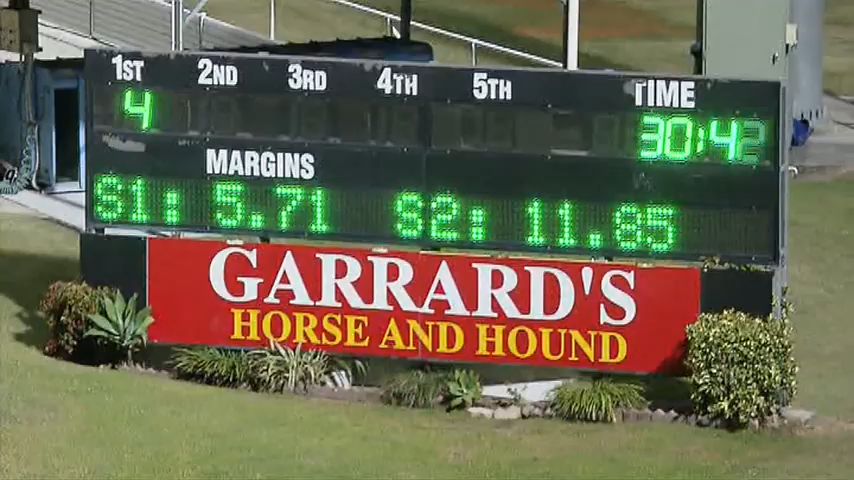 1ST 2ND 3RD 4TH 5TH TIME
4 30:42
MARGINS
S1: 5.71 S2: 11.85
GARRARD'S
HORSE AND HOUND